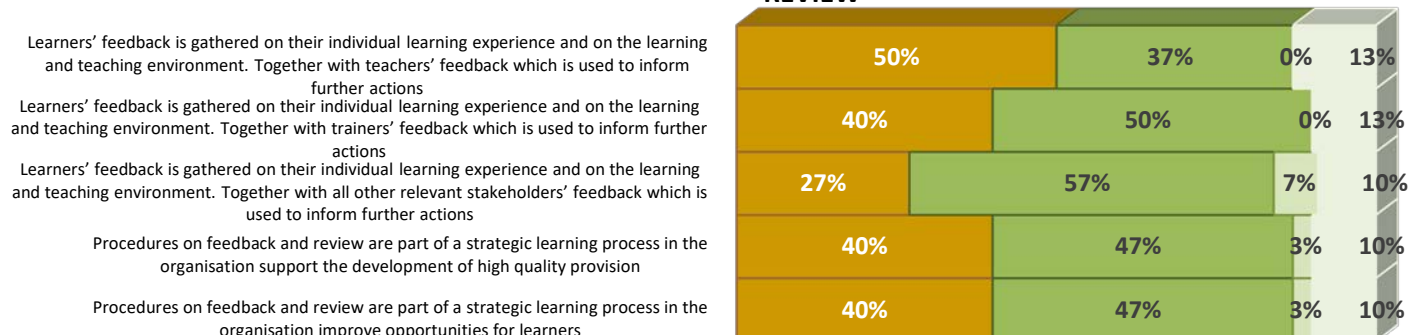 REVIEW
Learners’ feedback is gathered on their individual learning experience and on the learning
and teaching environment. Together with teachers’ feedback which is used to inform
further actions
50% 37% 0% 13%
Learners’ feedback is gathered on their individual learning experience and on the learning
and teaching environment. Together with trainers’ feedback which is used to inform further
actions
40% 50% 0% 13%
Learners’ feedback is gathered on their individual learning experience and on the learning
and teaching environment. Together with all other relevant stakeholders’ feedback which is
used to inform further actions
27% 57% 7% 10%
Procedures on feedback and review are part of a strategic learning process in the
organisation support the development of high quality provision
40% 47% 3% 10%
Procedures on feedback and review are part of a strategic learning process in the
organisation improve opportunities for learners
40% 47% 3% 10%